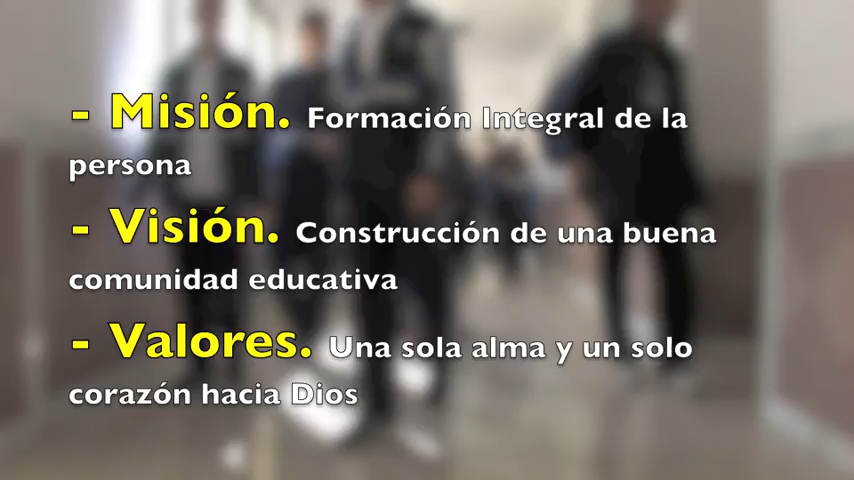 - Misión. Formación Integral de la
persona
- Visión. Construcción de una buena
comunidad educativa
- Valores. Una sola alma y un solo
corazón hacia Dios